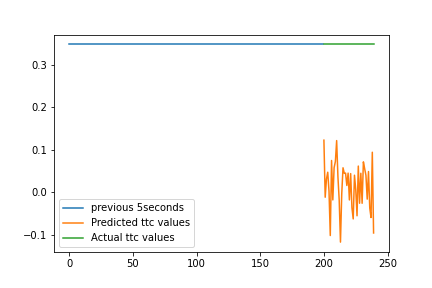 0.3
0.2
0.1
0.0
−0.1
previous 5seconds
Predicted ttc values
Actual ttc values
0 50 100 150 200 250